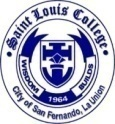 Saint Louis College
WISDOM BUILDS
1964
City of San Fernando, La Union